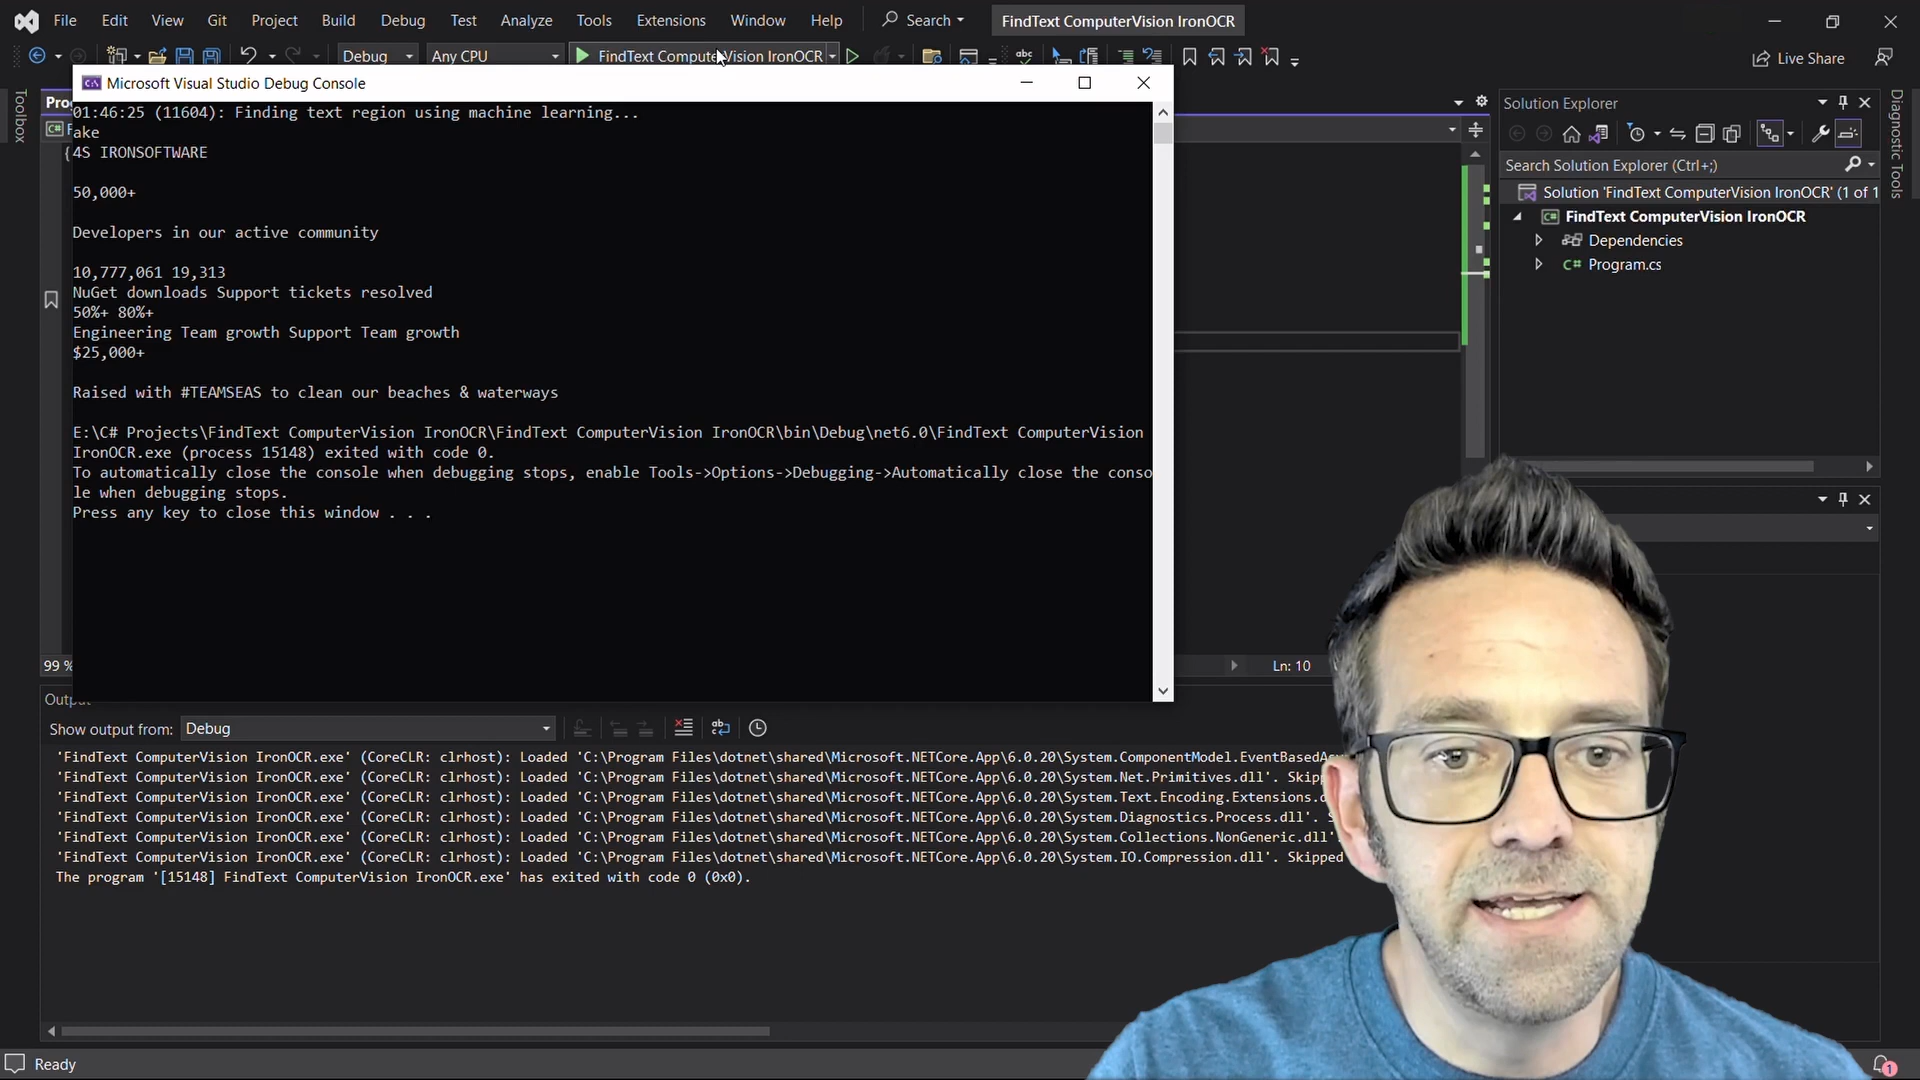 File Edit View Git Project Build Debug Test Analyze Tools Extensions Window Help Search FindText ComputerVision IronOCR
Debug Any CPU FindText ComputerVision IronOCR Live Share
Microsoft Visual Studio Debug Console
01:46:25 (11604): Finding text region using machine learning...
ake
4S IRONSOFTWARE
50,000+
Developers in our active community
10,777,061 19,313
NuGet downloads Support tickets resolved
50%+ 80%+
Engineering Team growth Support Team growth
$25,000+
Raised with #TEAMSEAS to clean our beaches & waterways
E:\C# Projects\FindText ComputerVision IronOCR\FindText ComputerVision IronOCR\bin\Debug\net6.0\FindText ComputerVision
IronOCR.exe (process 15148) exited with code 0.
To automatically close the console when debugging stops, enable Tools->Options->Debugging->Automatically close the conso
le when debugging stops.
Press any key to close this window . . .
Toolbox
Pro
{
99 %
Ln: 10
Solution Explorer
Search Solution Explorer (Ctrl+;)
Solution 'FindText ComputerVision IronOCR' (1 of 1
FindText ComputerVision IronOCR
Dependencies
C# Program.cs
Diagnostic Tools
Outpu
Show output from: Debug
'FindText ComputerVision IronOCR.exe' (CoreCLR: clrhost): Loaded 'C:\Program Files\dotnet\shared\Microsoft.NETCore.App\6.0.20\System.ComponentModel.EventBasedAs
'FindText ComputerVision IronOCR.exe' (CoreCLR: clrhost): Loaded 'C:\Program Files\dotnet\shared\Microsoft.NETCore.App\6.0.20\System.Net.Primitives.dll'. Skipp
'FindText ComputerVision IronOCR.exe' (CoreCLR: clrhost): Loaded 'C:\Program Files\dotnet\shared\Microsoft.NETCore.App\6.0.20\System.Text.Encoding.Extensions.d
'FindText ComputerVision IronOCR.exe' (CoreCLR: clrhost): Loaded 'C:\Program Files\dotnet\shared\Microsoft.NETCore.App\6.0.20\System.Diagnostics.Process.dll'. S
'FindText ComputerVision IronOCR.exe' (CoreCLR: clrhost): Loaded 'C:\Program Files\dotnet\shared\Microsoft.NETCore.App\6.0.20\System.Collections.NonGeneric.dll'.
'FindText ComputerVision IronOCR.exe' (CoreCLR: clrhost): Loaded 'C:\Program Files\dotnet\shared\Microsoft.NETCore.App\6.0.20\System.IO.Compression.dll'. Skipped
The program '[15148] FindText ComputerVision IronOCR.exe' has exited with code 0 (0x0).
Ready
1